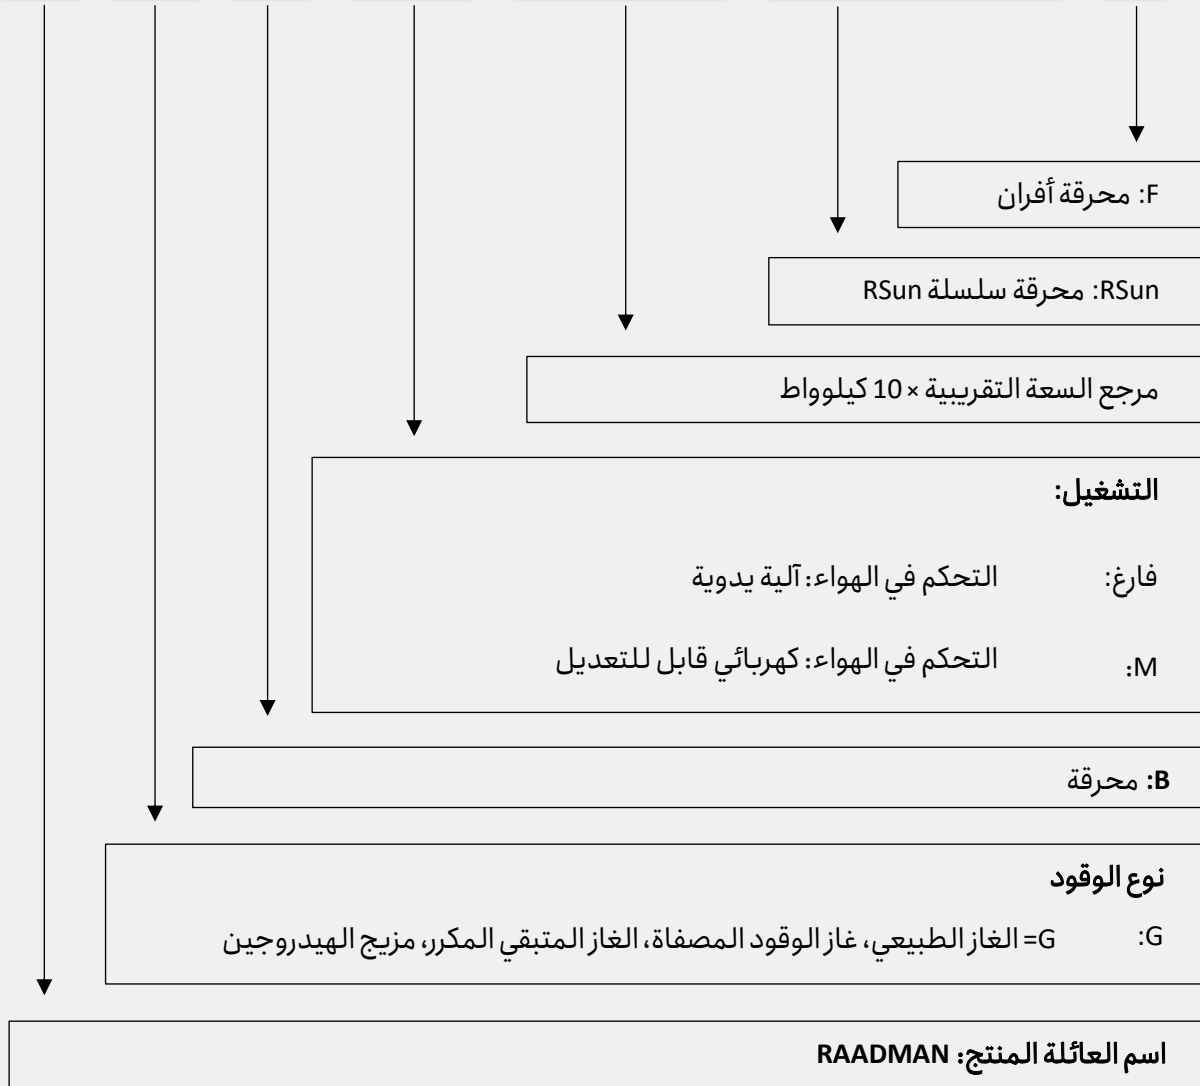 F: محرقة أفران
RSun: محرقة سلسلة RSun
مرجع السعة التقريبية × 10 كيلوواط
التشغيل:
فارغ: التحكم في الهواء: آلية يدوية
M: التحكم في الهواء: كهربائي قابل للتعديل
B: محرقة
نوع الوقود
G: G= الغاز الطبيعي، غاز الوقود المصفاة، الغاز المتبقي المكرر، مزيج الهيدروجين
اسم العائلة المنتج: RAADMAN